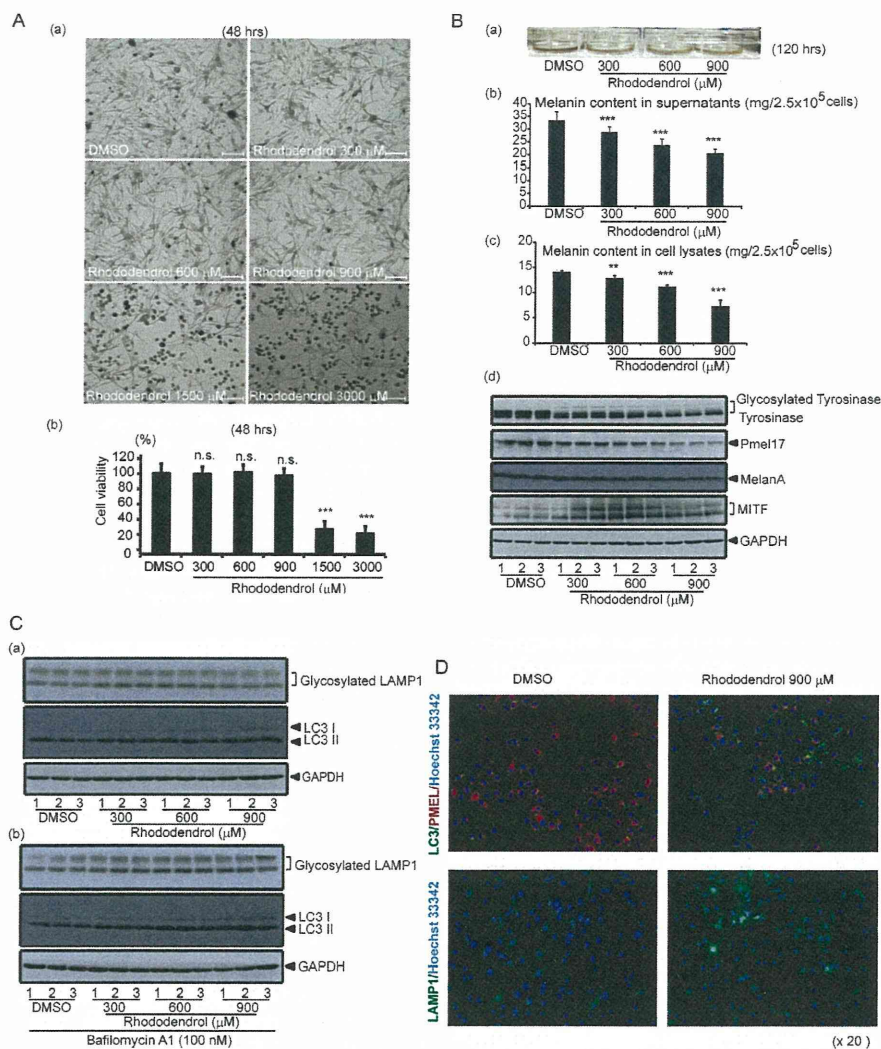 A
(a)
(48 hrs)
DMSO
Rhododendrol 300 μM
Rhododendrol 600 μM
Rhododendrol 900 μM
Rhododendrol 1500 μM
Rhododendrol 3000 μM
(b)
(48 hrs)
(%)
Cell viability
120
100
80
60
40
20
0
n.s.
n.s.
n.s.
***
***
DMSO 300 600 900 1500 3000
Rhododendrol (μM)
B
(a)
(120 hrs)
DMSO 300 600 900
Rhododendrol (μM)
(b)
Melanin content in supernatants (mg/2.5x10⁵cells)
40
35
30
25
20
15
10
5
0
***
***
***
DMSO 300 600 900
Rhododendrol (μM)
(c)
Melanin content in cell lysates (mg/2.5x10⁵cells)
15
10
5
0
**
***
***
DMSO 300 600 900
Rhododendrol (μM)
(d)
Glycosylated Tyrosinase
Tyrosinase
Pmel17
MelanA
MITF
GAPDH
1 2 3 1 2 3 1 2 3 1 2 3
DMSO 300 600 900
Rhododendrol (μM)
C
(a)
Glycosylated LAMP1
LC3 I
LC3 II
GAPDH
1 2 3 1 2 3 1 2 3 1 2 3
DMSO 300 600 900
Rhododendrol (μM)
(b)
Glycosylated LAMP1
LC3 I
LC3 II
GAPDH
1 2 3 1 2 3 1 2 3 1 2 3
DMSO 300 600 900
Rhododendrol (μM)
Bafilomycin A1 (100 nM)
D
DMSO
Rhododendrol 900 μM
LC3/PMEL/Hoechst 33342
LAMP1/Hoechst 33342
(x 20 )